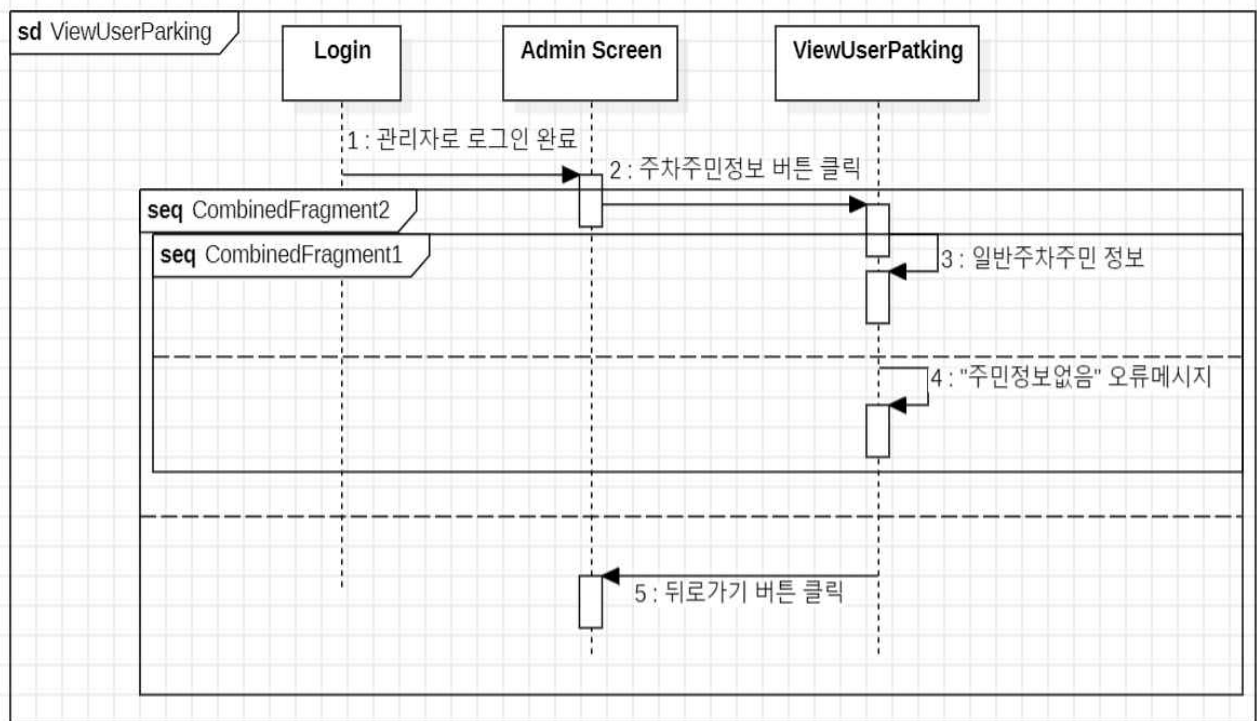 sd ViewUserParking
Login
Admin Screen
ViewUserPatking
1 : 관리자로 로그인 완료
2 : 주차주민정보 버튼 클릭
seq CombinedFragment2
seq CombinedFragment1
3 : 일반주차주민 정보
4 : "주민정보없음" 오류메시지
5 : 뒤로가기 버튼 클릭